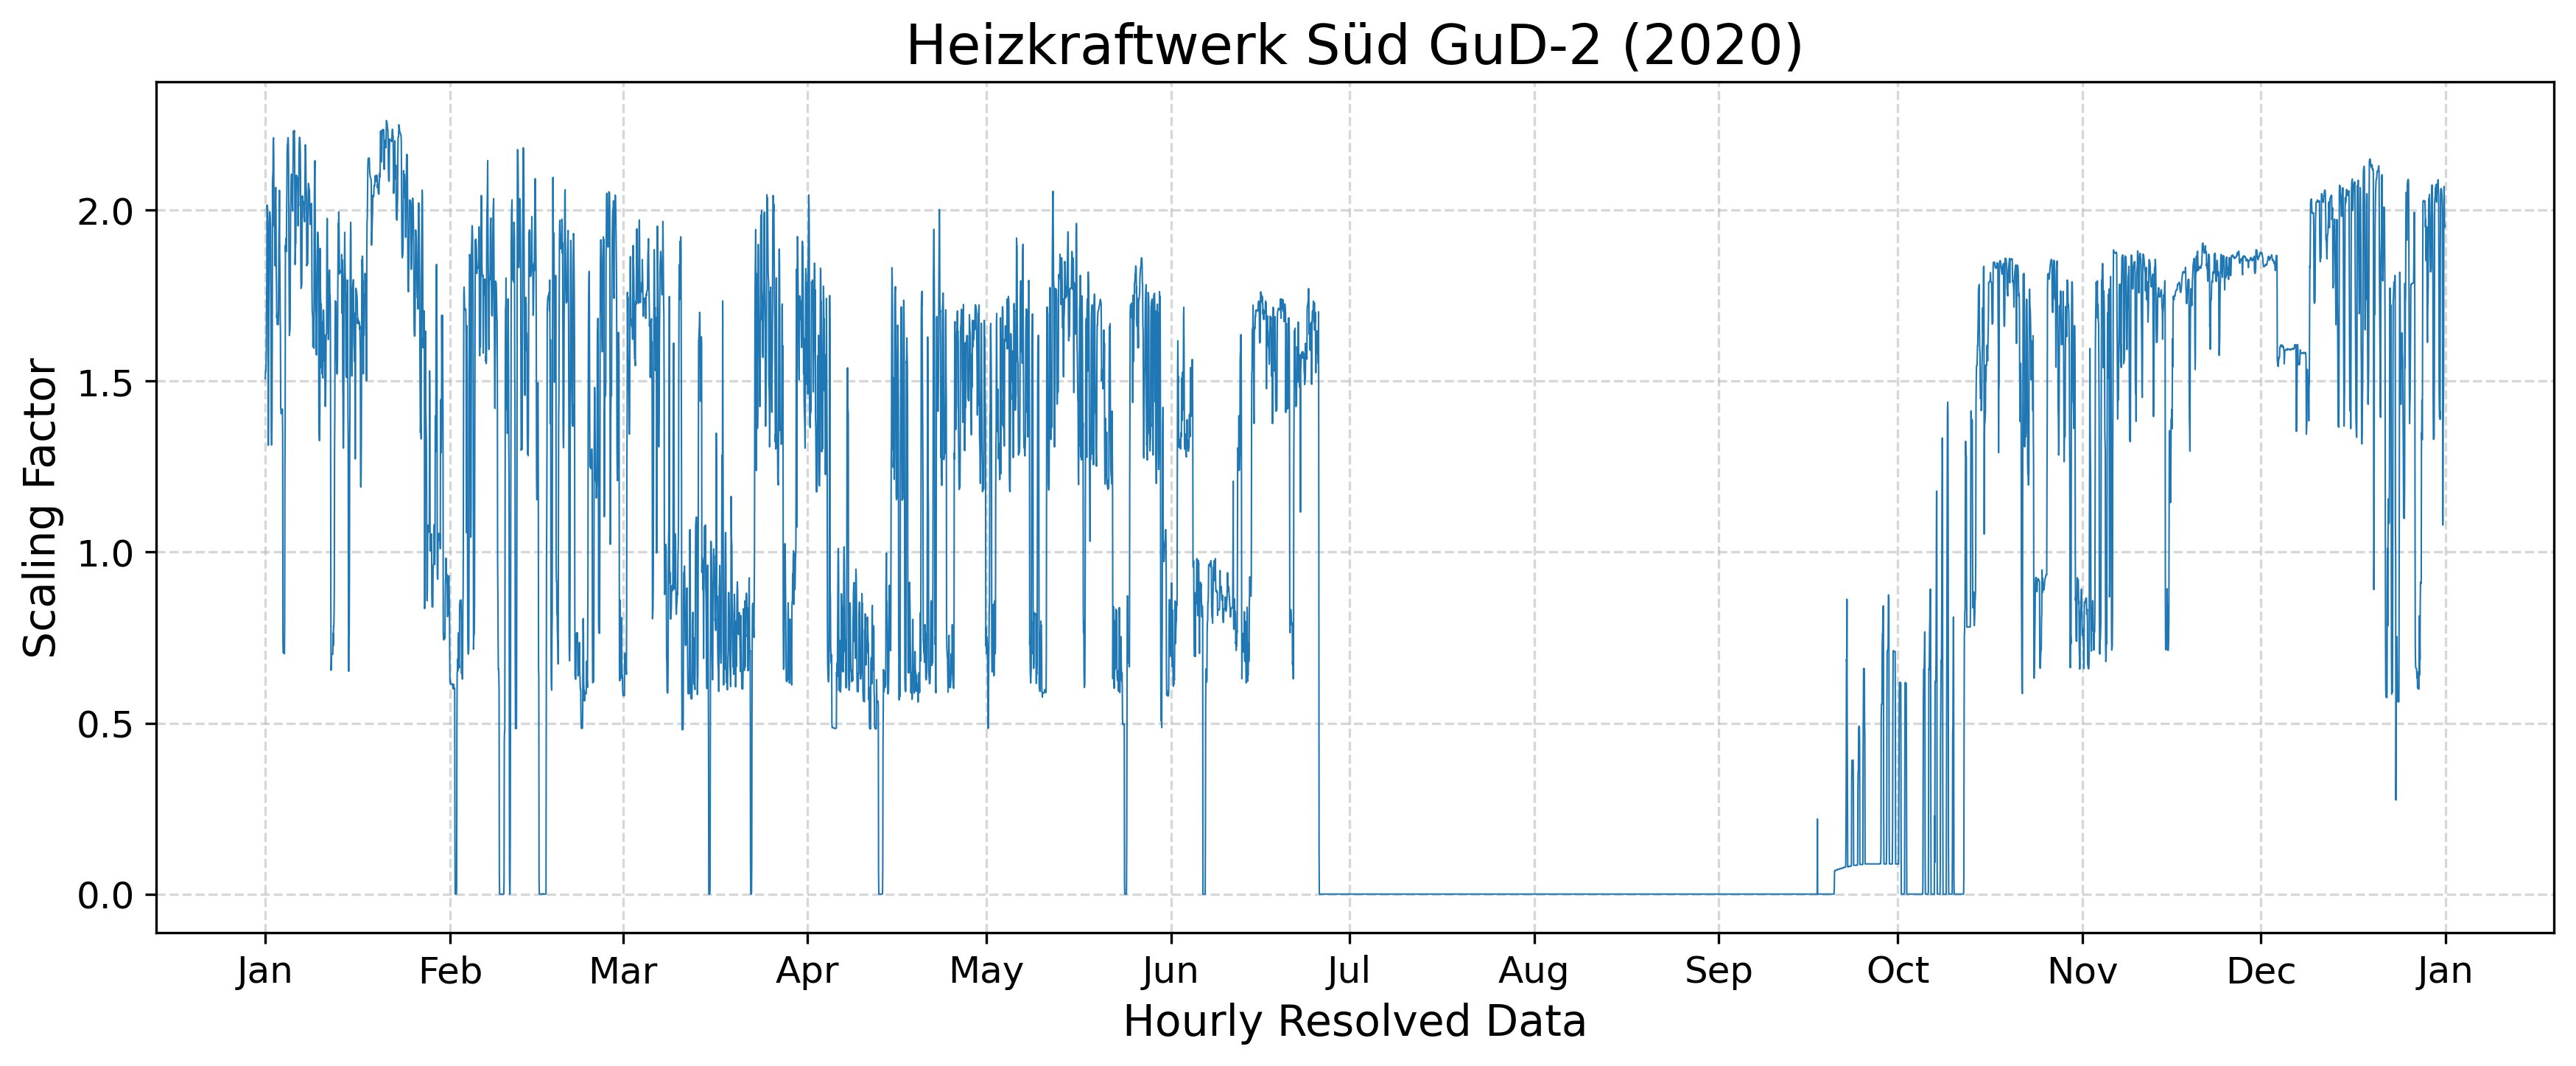 Heizkraftwerk Süd GuD-2 (2020)
Scaling Factor
2.0
1.5
1.0
0.5
0.0
Jan Feb Mar Apr May Jun Jul Aug Sep Oct Nov Dec Jan
Hourly Resolved Data